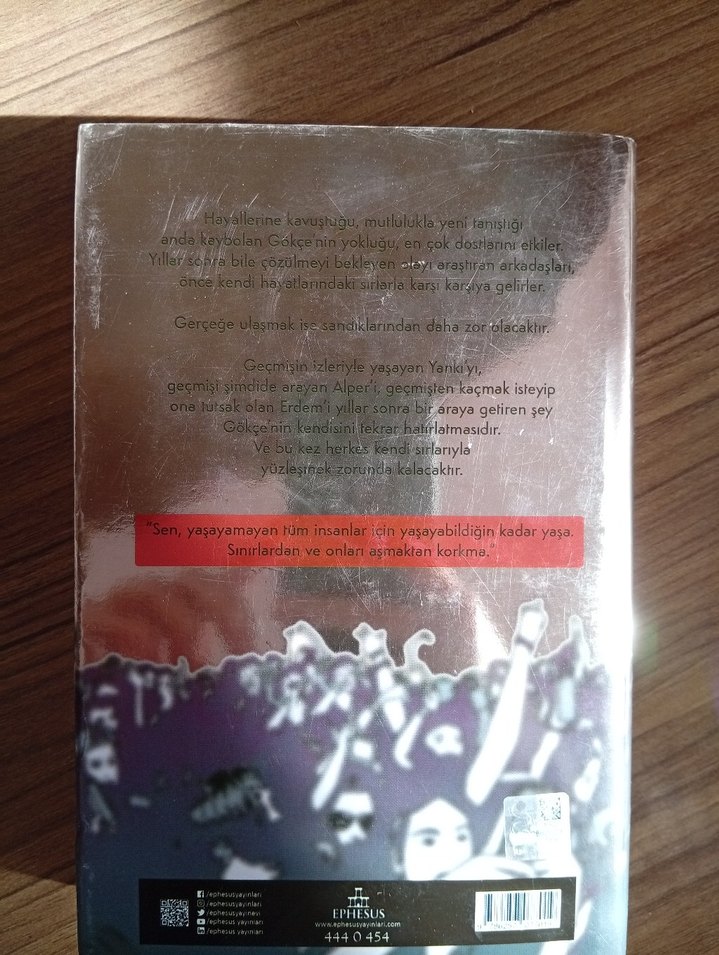 Hayallerine kavuştuğu, mutlulukla yeni tanıştığı
anda kaybolan Gökçe'nin yokluğu, en çok dostlarını etkiler.
Yıllar sonra bile çözülmeyi bekleyen olayı araştıran arkadaşları,
önce kendi hayatlarındaki sırlarla karşı karşıya gelirler.
Gerçeğe ulaşmak ise sandıklarından daha zor olacaktır.
Geçmişin izleriyle yaşayan Yankı'yı,
geçmişi şimdide arayan Alper'i, geçmişten kaçmak isteyip
ona tutsak olan Erdem'i yıllar sonra bir araya getiren şey
Gökçe'nin kendisini tekrar hatırlatmasıdır.
Ve bu kez herkes kendi sırlarıyla
yüzleşmek zorunda kalacaktır.
"Sen, yaşayamayan tüm insanlar için yaşayabildiğin kadar yaşa.
Sınırlardan ve onları aşmaktan korkma."
/ephesusyayinlari
/ephesusyayinlari
/ephesusyayinevi
/ephesus yayınları
/ephesus yayınları
EPHESUS
www.ephesusyayinlari.com
444 0 454